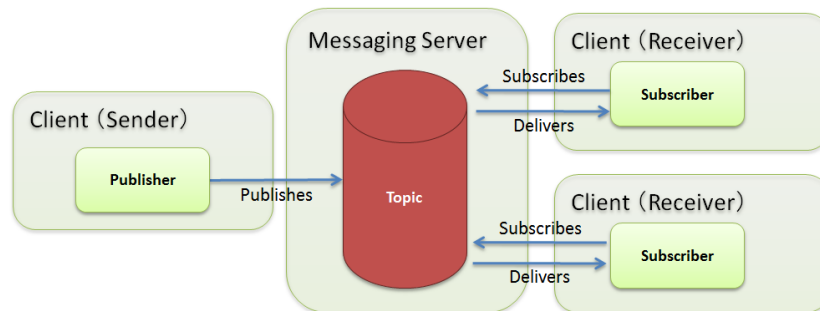 Messaging Server
Client (Receiver)
Subscribes
Subscriber
Delivers
Client (Sender)
Publisher
Publishes
Topic
Client (Receiver)
Subscribes
Subscriber
Delivers